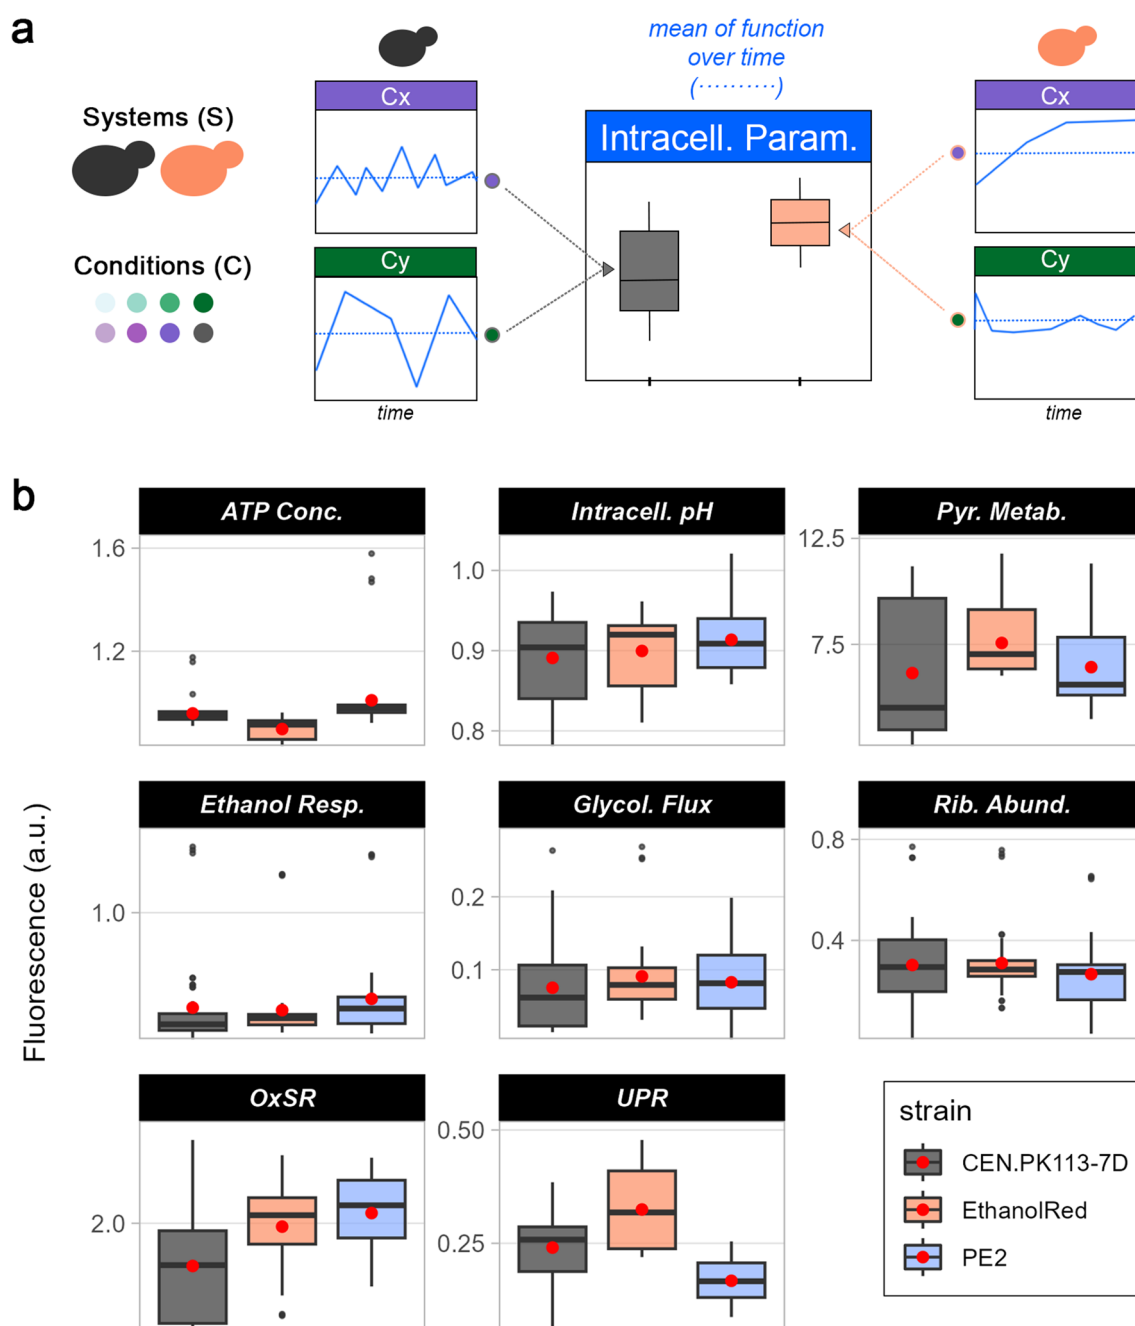 a
mean of function
over time
(··········)
Systems (S)
Conditions (C)
Cx
Cy
time
Intracell. Param.
Cx
Cy
time
b
Fluorescence (a.u.)
ATP Conc.
1.6
1.2
Intracell. pH
1.0
0.9
0.8
Pyr. Metab.
12.5
7.5
Ethanol Resp.
1.0
Glycol. Flux
0.2
0.1
Rib. Abund.
0.8
0.4
OxSR
2.0
UPR
0.50
0.25
strain
CEN.PK113-7D
EthanolRed
PE2